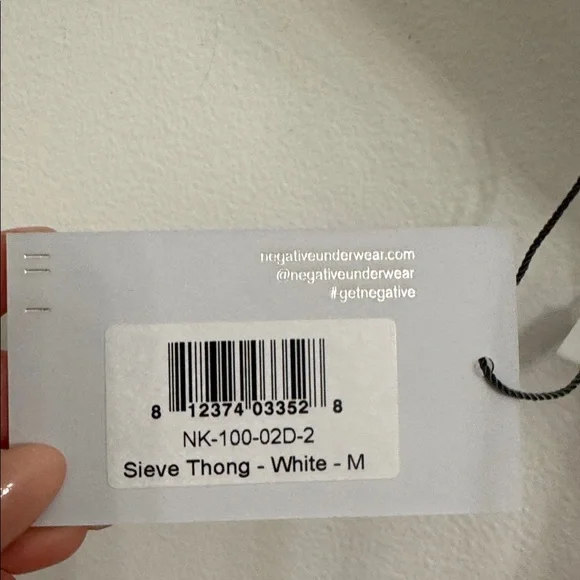 negativeunderwear.com
@negativeunderwear
#getnegative
8 12374 03352 8
NK-100-02D-2
Sieve Thong - White - M